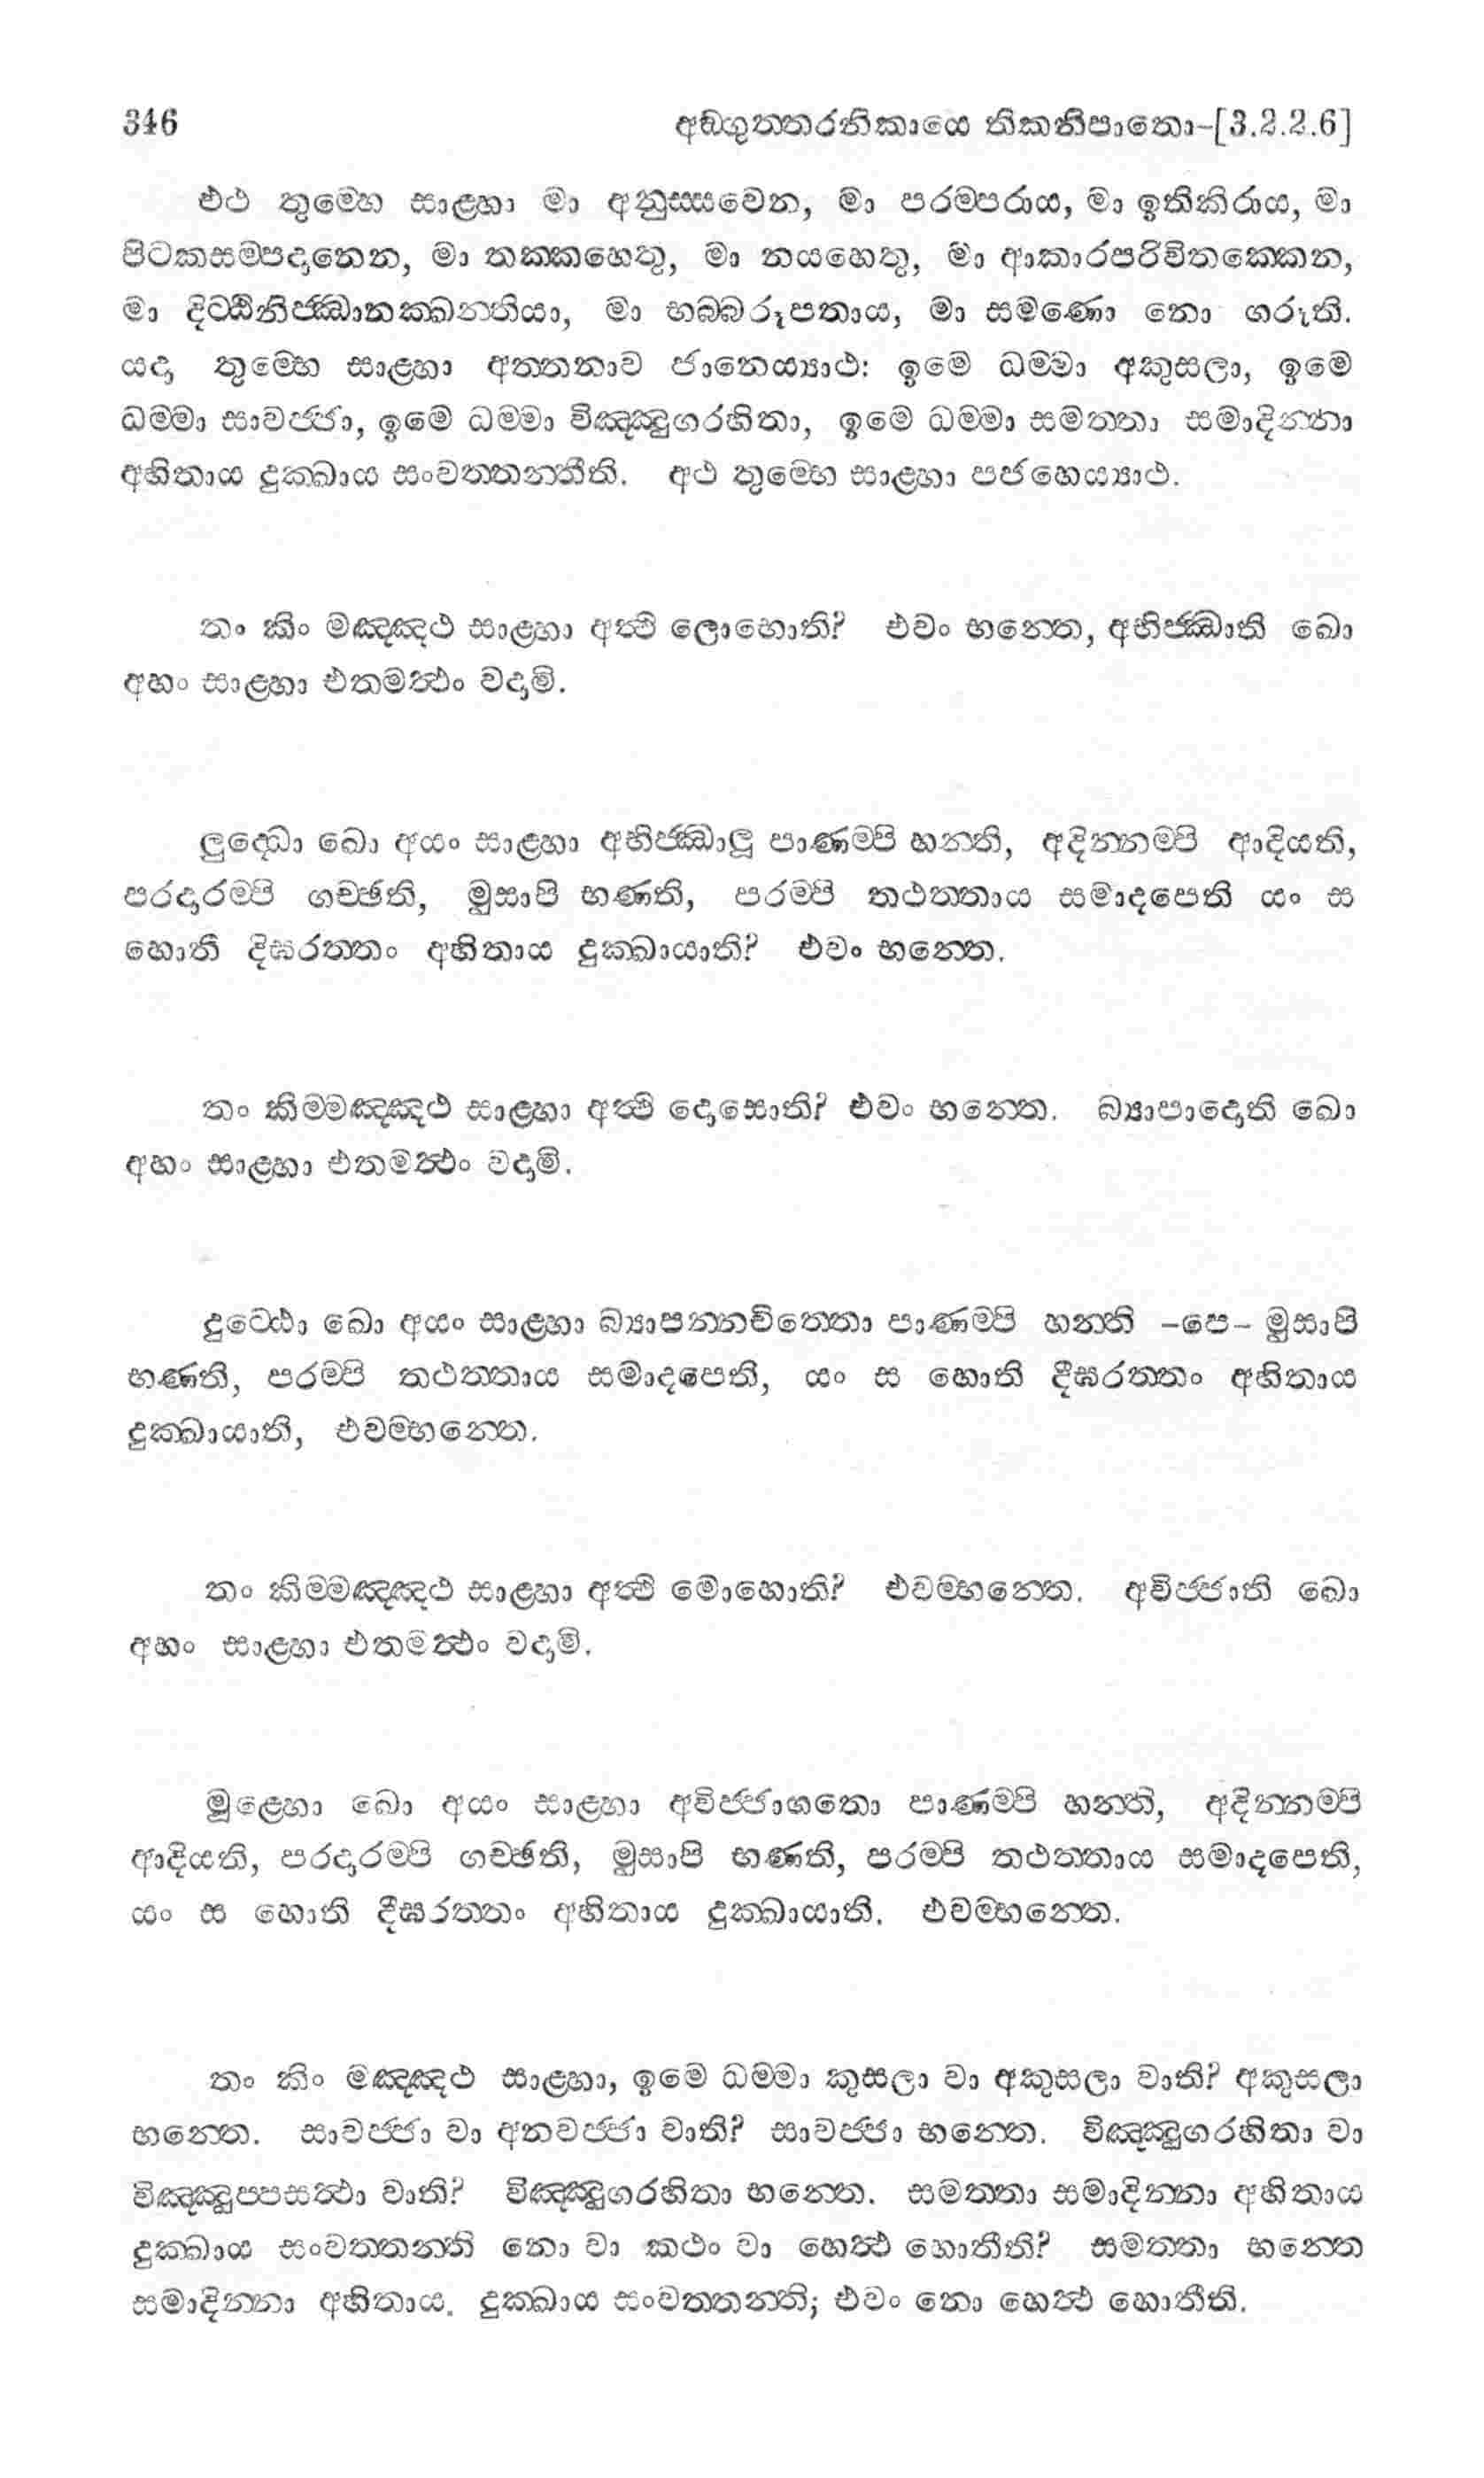 346 අඞ්ගුත්තරනිකායෙ තිකනිපාතො-[3.2.2.6]
එථ තුම්හෙ සාළ්හා මා අනුස්සවෙන, මා පරම්පරාය, මා ඉතිකිරාය, මා
පිටකසම්පදානෙන, මා තක්කහෙතු, මා නයහෙතු, මා ආකාරපරිවිතක්කෙන,
මා දිට්ඨිනිජ්ඣානක්ඛන්තියා, මා භබ්බරූපතාය, මා සමණො නො ගරූති.
යදා තුම්හෙ සාළ්හා අත්තනාව ජානෙය්‍යාථ: ඉමෙ ධම්මා අකුසලා, ඉමෙ
ධම්මා සාවජ්ජා, ඉමෙ ධම්මා විඤ්ඤුගරහිතා, ඉමෙ ධම්මා සමත්තා සමාදින්නා
අහිතාය දුක්ඛාය සංවත්තන්තීති. අථ තුම්හෙ සාළ්හා පජහෙය්‍යාථ.
තං කිං මඤ්ඤථ සාළ්හා අත්ථි ලොභොති? එවං භන්තෙ, අභිජ්ඣාති ඛො
අහං සාළ්හා එතමත්ථං වදාමි.
ලුද්ධො ඛො අයං සාළ්හා අභිජ්ඣාලූ පාණම්පි හනති, අදින්නම්පි ආදියති,
පරදාරම්පි ගච්ඡති, මුසාපි භණති, පරම්පි තථත්තාය සමාදපෙති යං ස
හොති දිඝරත්තං අහිතාය දුක්ඛායාති? එවං භන්තෙ.
තං කිම්මඤ්ඤථ සාළ්හා අත්ථි දොසොති? එවං භන්තෙ. බ්‍යාපාදොති ඛො
අහං සාළ්හා එතමත්ථං වදාමි.
දුට්ඨො ඛො අයං සාළ්හා බ්‍යාපන්නචිත්තො පාණම්පි හනති -පෙ- මුසාපි
භණති, පරම්පි තථත්තාය සමාදපෙති, යං ස හොති දීඝරත්තං අහිතාය
දුක්ඛායාති, එවම්භන්තෙ.
තං කිම්මඤ්ඤථ සාළ්හා අත්ථි මොහොති? එවම්භන්තෙ. අවිජ්ජාති ඛො
අහං සාළ්හා එතමත්ථං වදාමි.
මූළ්හො ඛො අයං සාළ්හා අවිජ්ජාගතො පාණම්පි හනති, අදින්නම්පි
ආදියති, පරදාරම්පි ගච්ඡති, මුසාපි භණති, පරම්පි තථත්තාය සමාදපෙති,
යං ස හොති දීඝරත්තං අහිතාය දුක්ඛායාති. එවම්භන්තෙ.
තං කිං මඤ්ඤථ සාළ්හා, ඉමෙ ධම්මා කුසලා වා අකුසලා වාති? අකුසලා
භන්තෙ. සාවජ්ජා වා අනවජ්ජා වාති? සාවජ්ජා භන්තෙ. විඤ්ඤුගරහිතා වා
විඤ්ඤුප්පසත්ථා වාති? විඤ්ඤුගරහිතා භන්තෙ. සමත්තා සමාදින්නා අහිතාය
දුක්ඛාය සංවත්තන්ති නො වා කථං වා හෙත්ථ හොතීති? සමත්තා භන්තෙ
සමාදින්නා අහිතාය. දුක්ඛාය සංවත්තන්ති; එවං නො හෙත්ථ හොතීති.